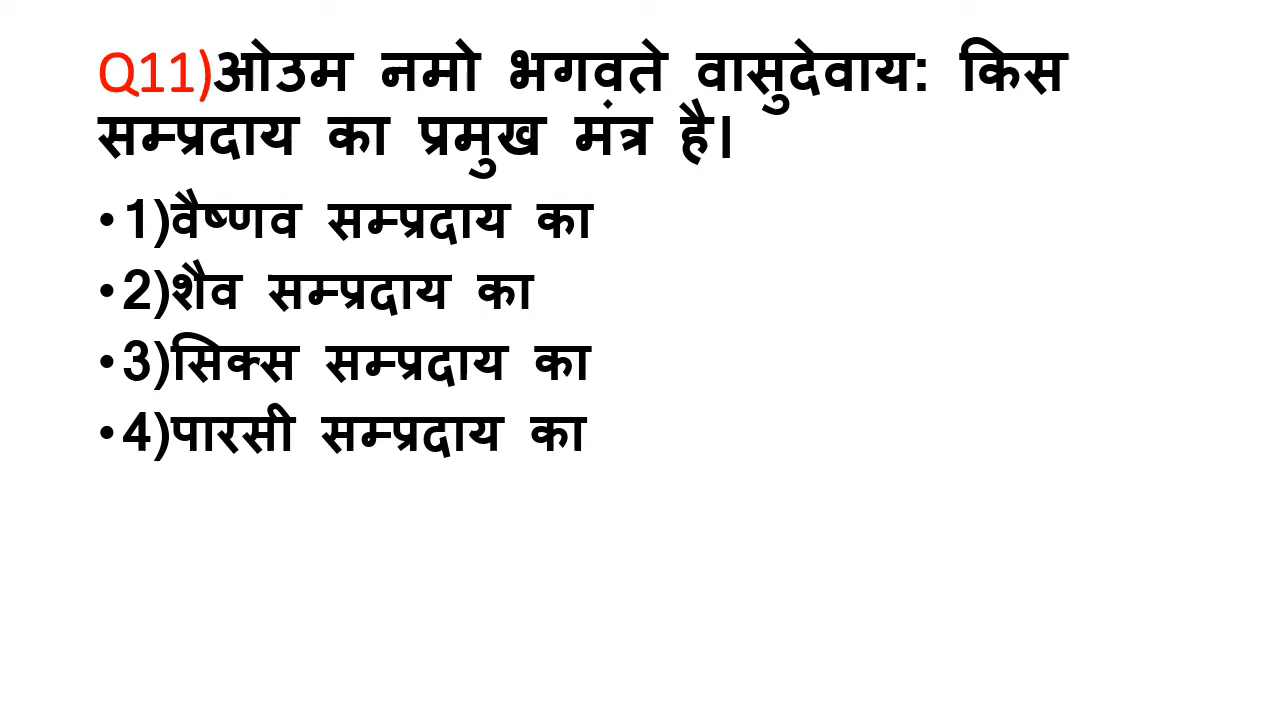 Q11)ओउम नमो भगवते वासुदेवाय: किस
सम्प्रदाय का प्रमुख मंत्र है।
•1)वैष्णव सम्प्रदाय का
•2)शैव सम्प्रदाय का
•3)सिक्स सम्प्रदाय का
•4)पारसी सम्प्रदाय का